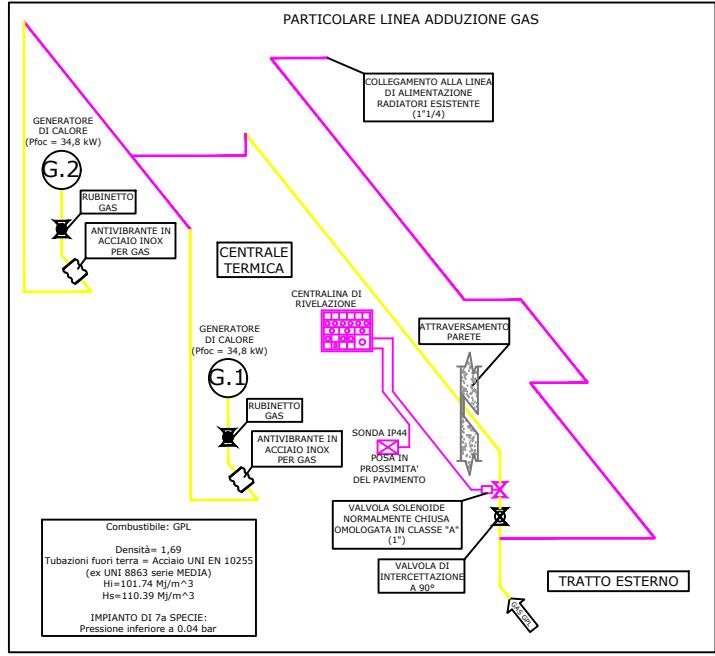 PARTICOLARE LINEA ADDUZIONE GAS
COLLEGAMENTO ALLA LINEA
DI ALIMENTAZIONE
RADIATORI ESISTENTE
(1"1/4)
GENERATORE
DI CALORE
(Pfoc = 34,8 kW)
G.2
RUBINETTO
GAS
ANTIVIBRANTE IN
ACCIAIO INOX
PER GAS
CENTRALE
TERMICA
CENTRALINA DI
RIVELAZIONE
ATTRAVERSAMENTO
PARETE
GENERATORE
DI CALORE
(Pfoc = 34,8 kW)
G.1
RUBINETTO
GAS
ANTIVIBRANTE IN
ACCIAIO INOX
PER GAS
SONDA IP44
POSA IN
PROSSIMITA'
DEL PAVIMENTO
VALVOLA SOLENOIDE
NORMALMENTE CHIUSA
OMOLOGATA IN CLASSE "A"
(1")
VALVOLA DI
INTERCETTAZIONE
A 90°
TRATTO ESTERNO
GAS GPL
Combustibile: GPL
Densità= 1,69
Tubazioni fuori terra = Acciaio UNI EN 10255
(ex UNI 8863 serie MEDIA)
Hi=101.74 Mj/m^3
Hs=110.39 Mj/m^3
IMPIANTO DI 7a SPECIE:
Pressione inferiore a 0.04 bar